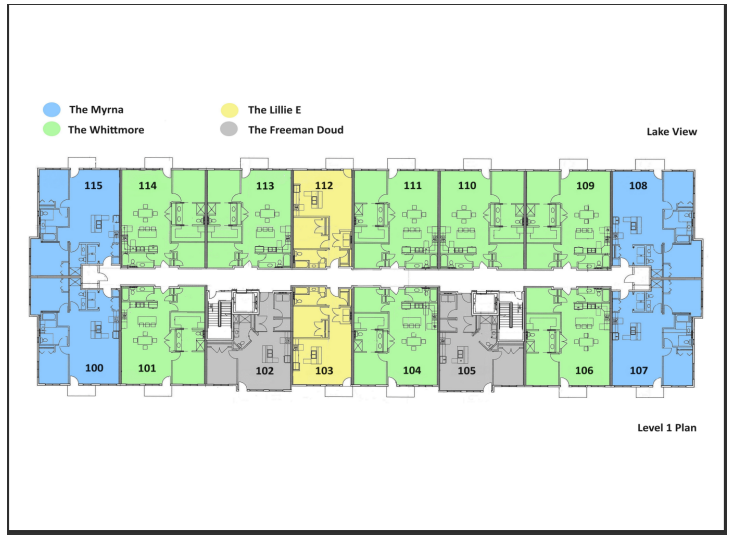 The Myrna
The Lillie E
The Whittmore
The Freeman Doud
Lake View
115 114 113 112 111 110 109 108
100 101 102 103 104 105 106 107
Level 1 Plan